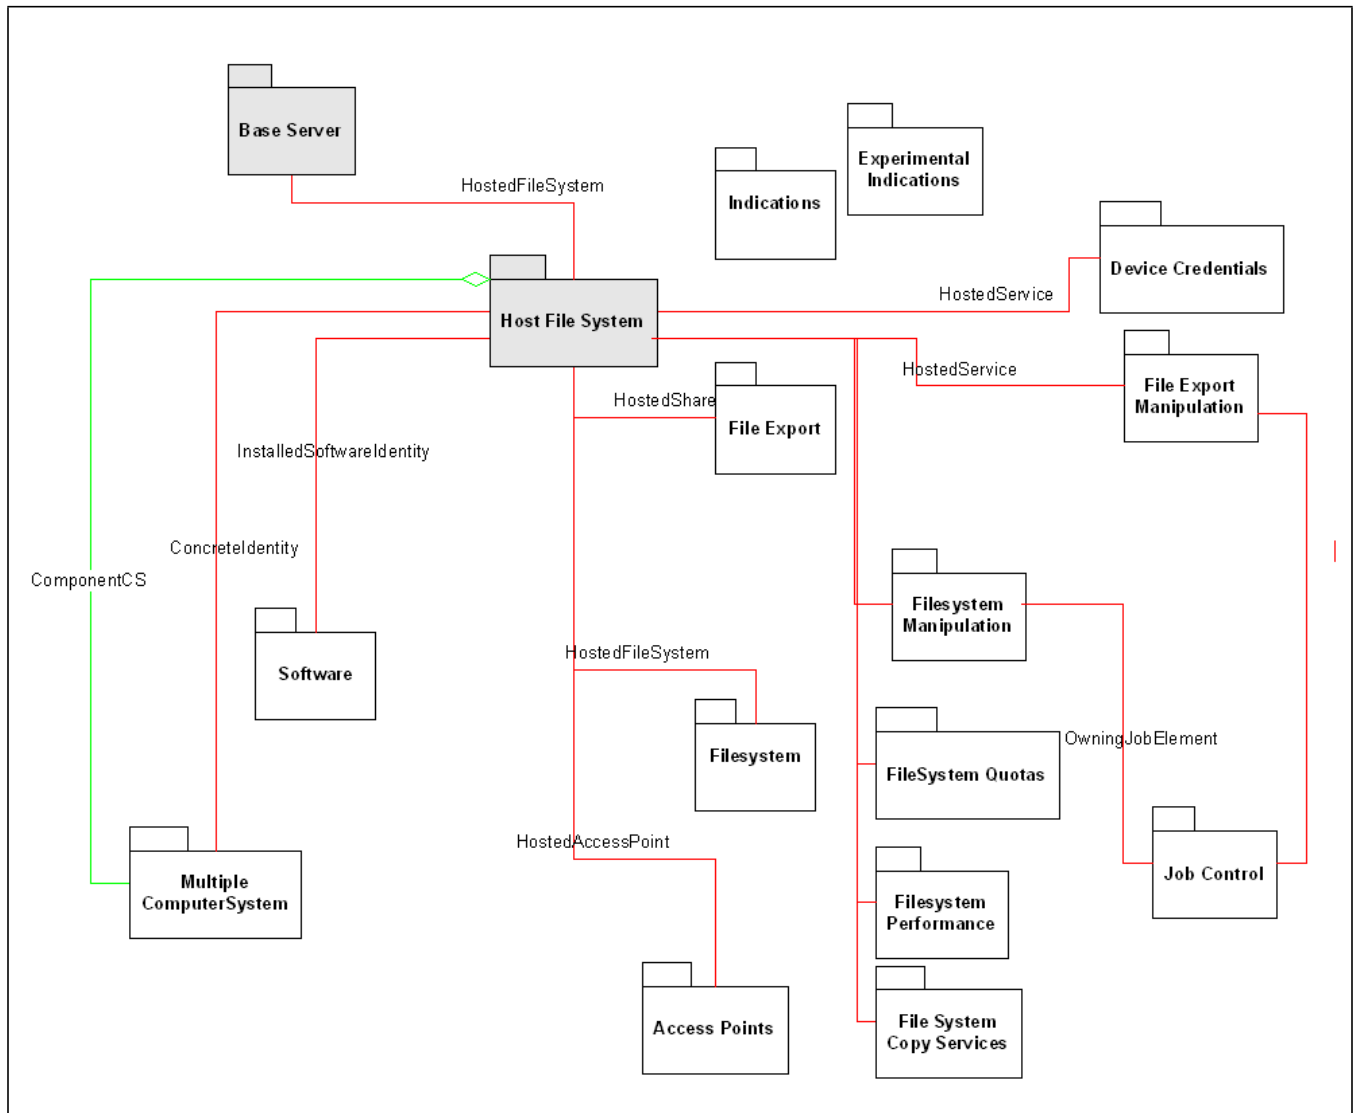 Base Server
Experimental
Indications
Indications
HostedFileSystem
Device Credentials
HostedService
Host File System
HostedService
File Export
Manipulation
HostedShare
File Export
InstalledSoftwareIdentity
ConcreteIdentity
ComponentCS
Filesystem
Manipulation
HostedFileSystem
Software
Filesystem
OwningJobElement
FileSystem Quotas
HostedAccessPoint
Multiple
ComputerSystem
Job Control
Filesystem
Performance
Access Points
File System
Copy Services